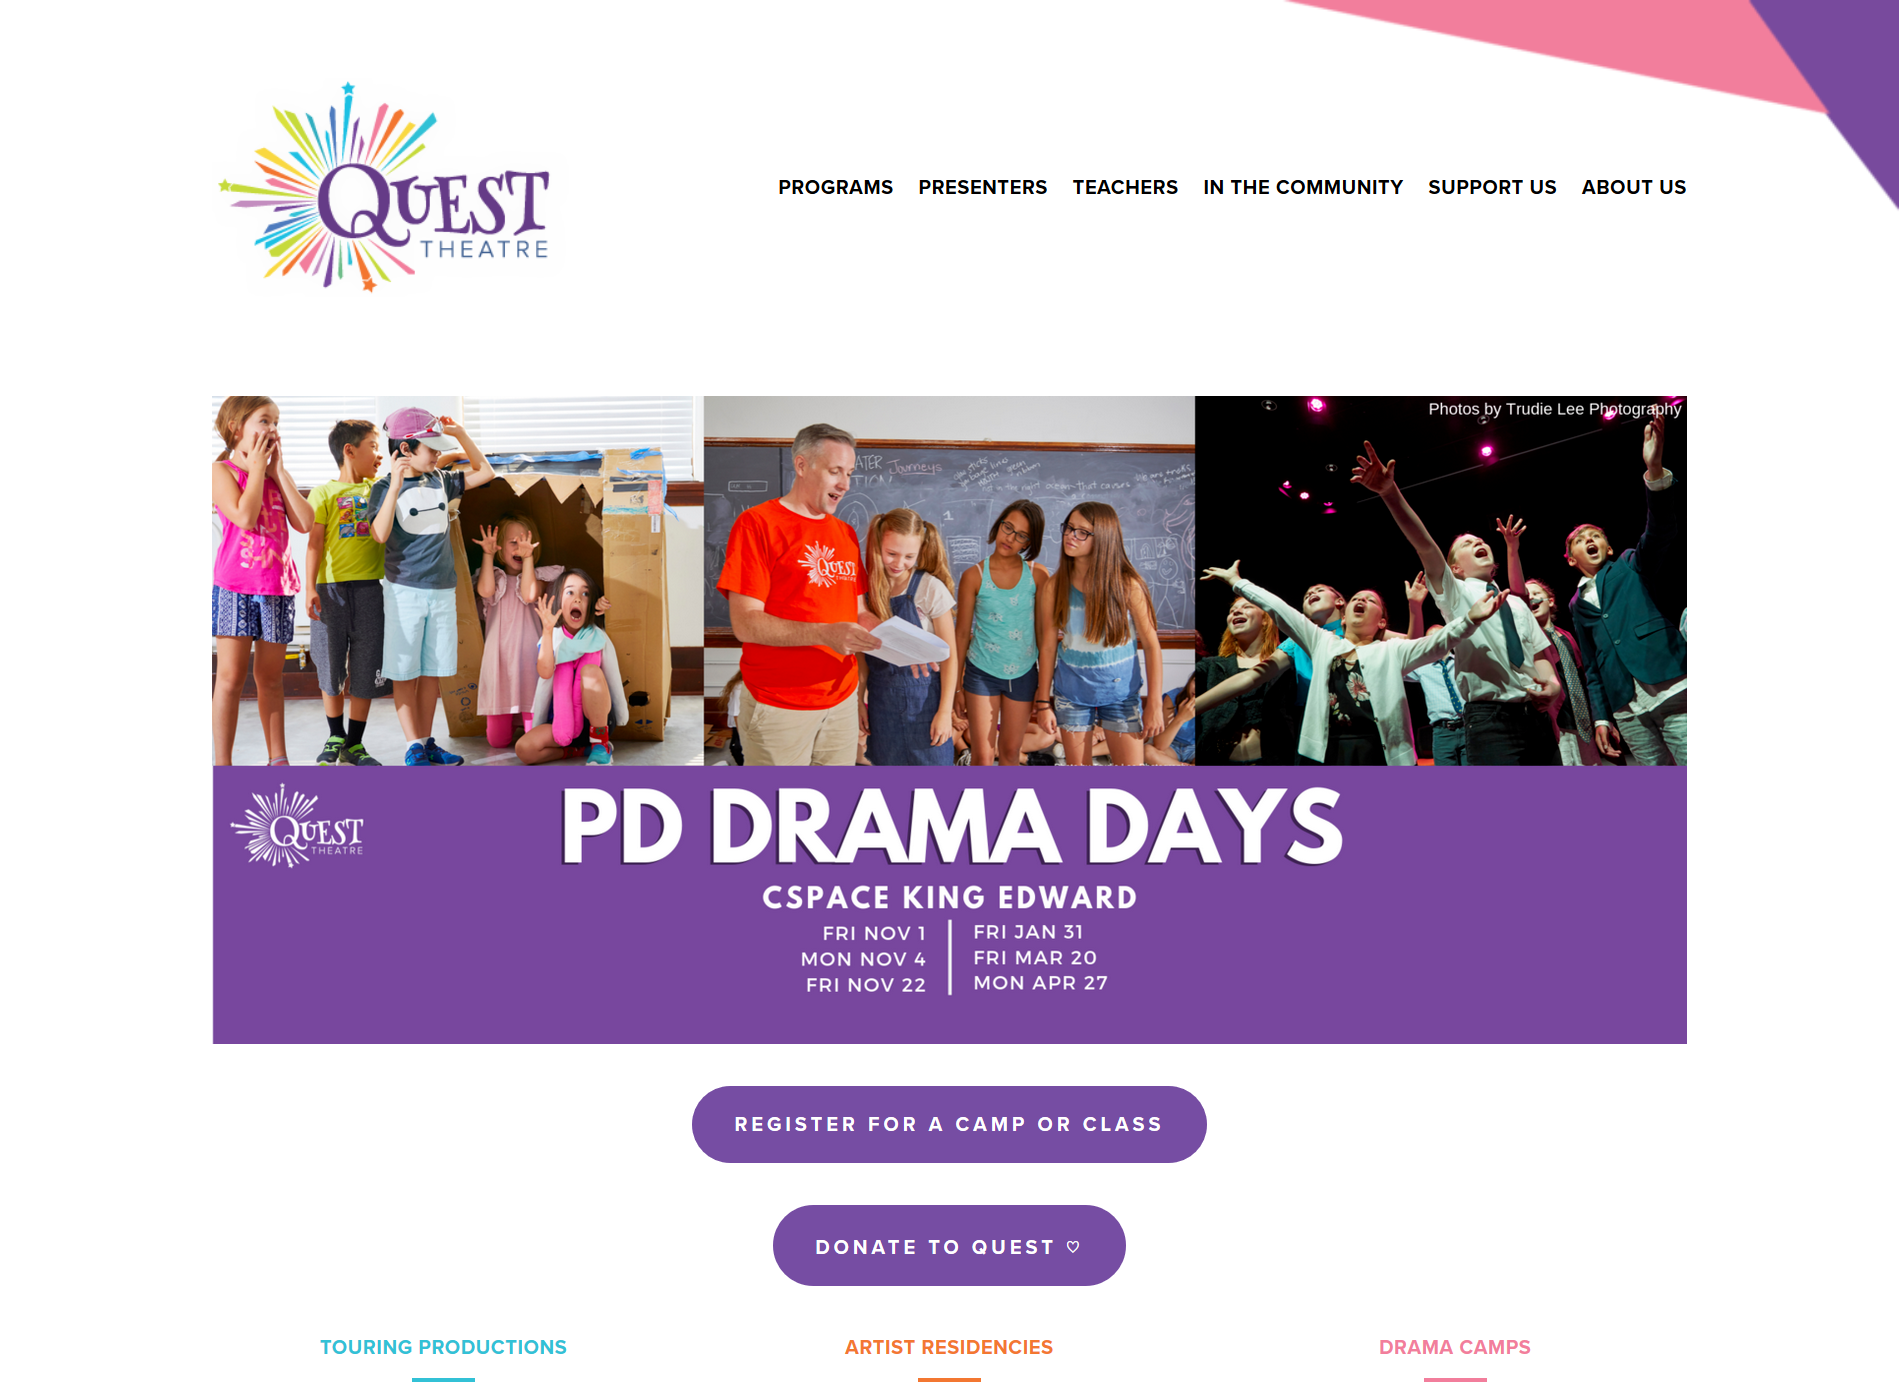 QUEST
THEATRE
PROGRAMS PRESENTERS TEACHERS IN THE COMMUNITY SUPPORT US ABOUT US
Photos by Trudie Lee Photography
Journeys
QUEST
QUEST
THEATRE
PD DRAMA DAYS
CSPACE KING EDWARD
FRI NOV 1
MON NOV 4
FRI NOV 22
FRI JAN 31
FRI MAR 20
MON APR 27
REGISTER FOR A CAMP OR CLASS
DONATE TO QUEST ♡
TOURING PRODUCTIONS
ARTIST RESIDENCIES
DRAMA CAMPS